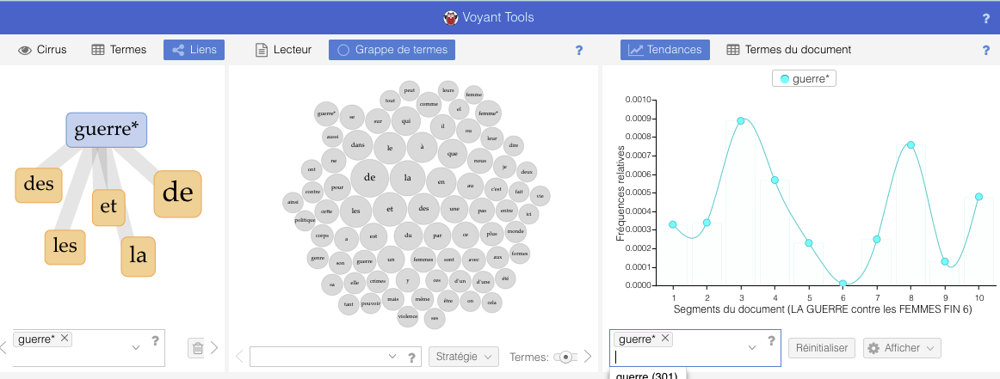 Voyant Tools ?
Cirrus Termes Liens
Lecteur Grappe de termes ?
Tendances Termes du document ?
guerre*
des
et
de
les
la
guerre*
?
peut leurs
tout comme femme
guerre* se sur qui el femme*
il
aussi ou leur
dans le à que dire
ont ne nous je deux
de la en au
contre pour c'est fait vie
ainsi cette les et des une pas entre ici
politique
corps a est du par ce plus monde
genre son guerre un femmes sont avec aux formes
sa elle crimes y ces d'un d'une été
tant pouvoir mais même être on cela
violence ses
? Stratégie Termes:
guerre*
Fréquences relatives
0.0010
0.0009
0.0008
0.0007
0.0006
0.0005
0.0004
0.0003
0.0002
0.0001
0.0000
1 2 3 4 5 6 7 8 9 10
Segments du document (LA GUERRE contre les FEMMES FIN 6)
guerre*
? Réinitialiser Afficher
guerre (301)